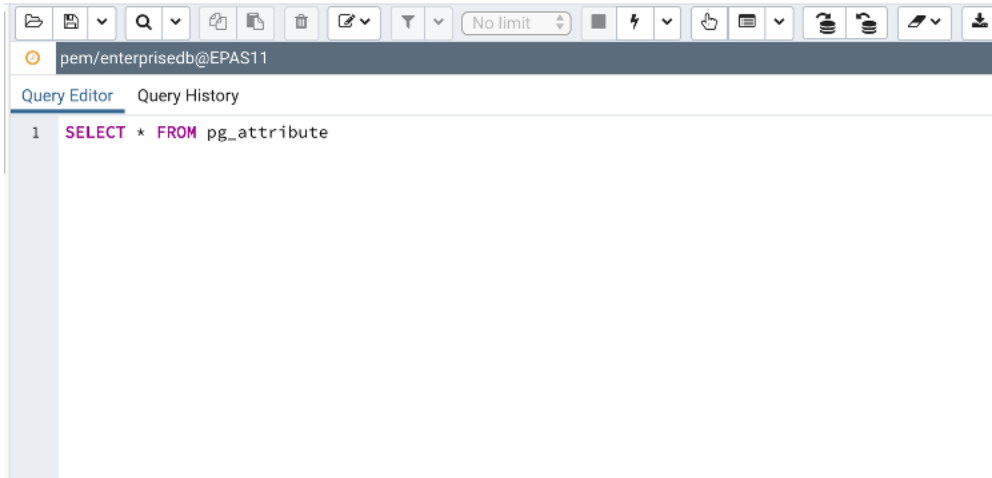 No limit
pem/enterprisedb@EPAS11
Query Editor Query History
1 SELECT * FROM pg_attribute